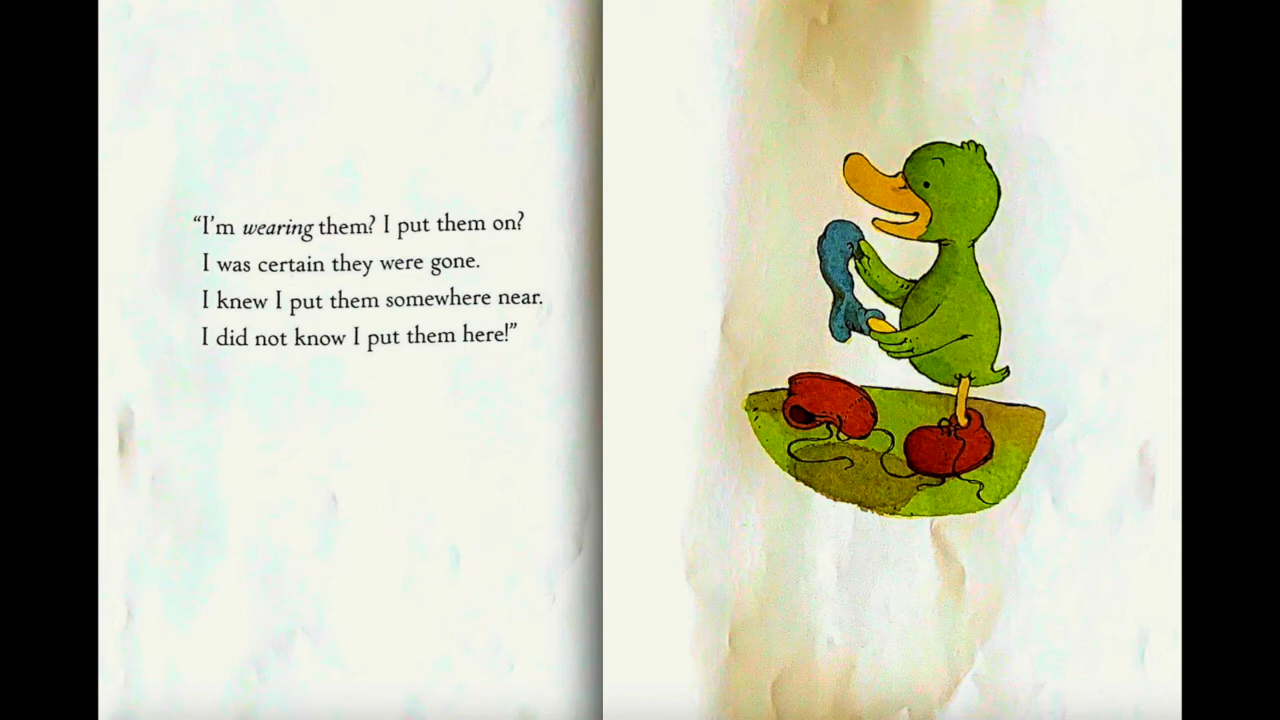 “I’m wearing them? I put them on?
I was certain they were gone.
I knew I put them somewhere near.
I did not know I put them here!”